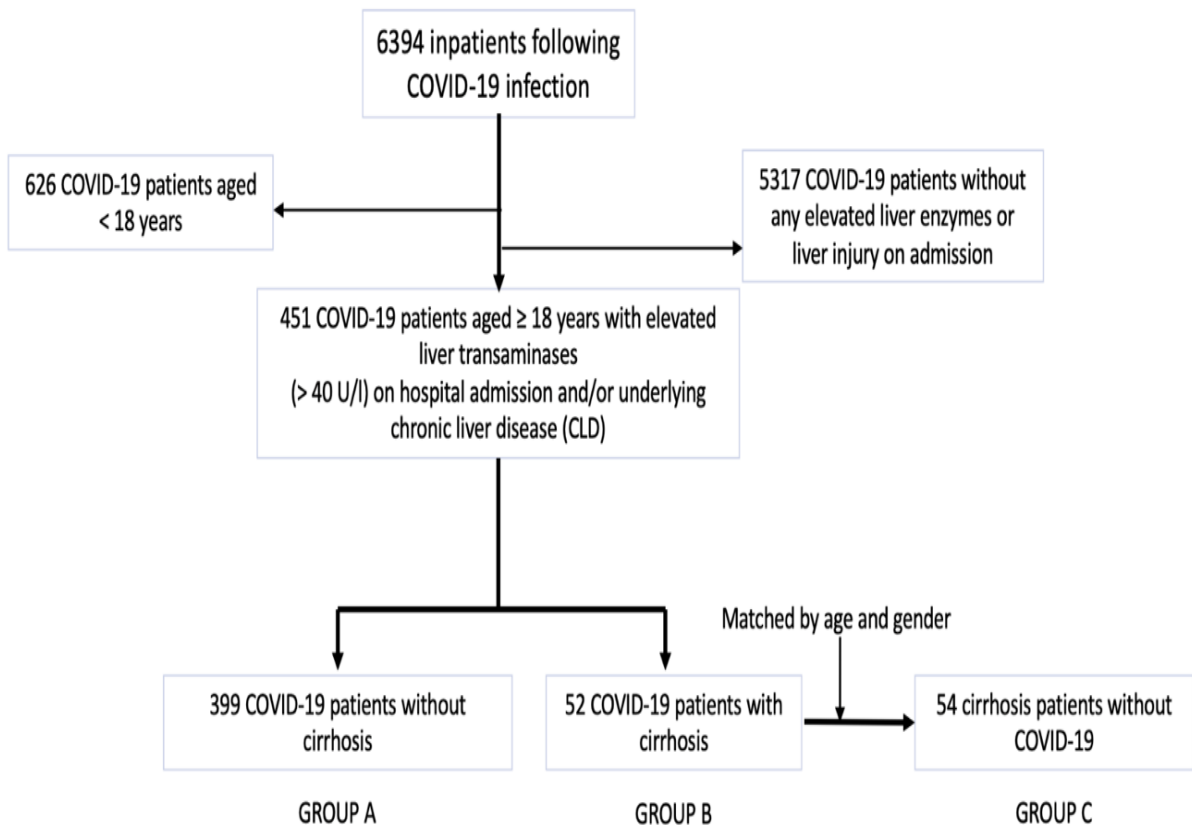 6394 inpatients following
COVID-19 infection
626 COVID-19 patients aged
< 18 years
5317 COVID-19 patients without
any elevated liver enzymes or
liver injury on admission
451 COVID-19 patients aged ≥ 18 years with elevated
liver transaminases
(> 40 U/l) on hospital admission and/or underlying
chronic liver disease (CLD)
Matched by age and gender
399 COVID-19 patients without
cirrhosis
52 COVID-19 patients with
cirrhosis
54 cirrhosis patients without
COVID-19
GROUP A
GROUP B
GROUP C